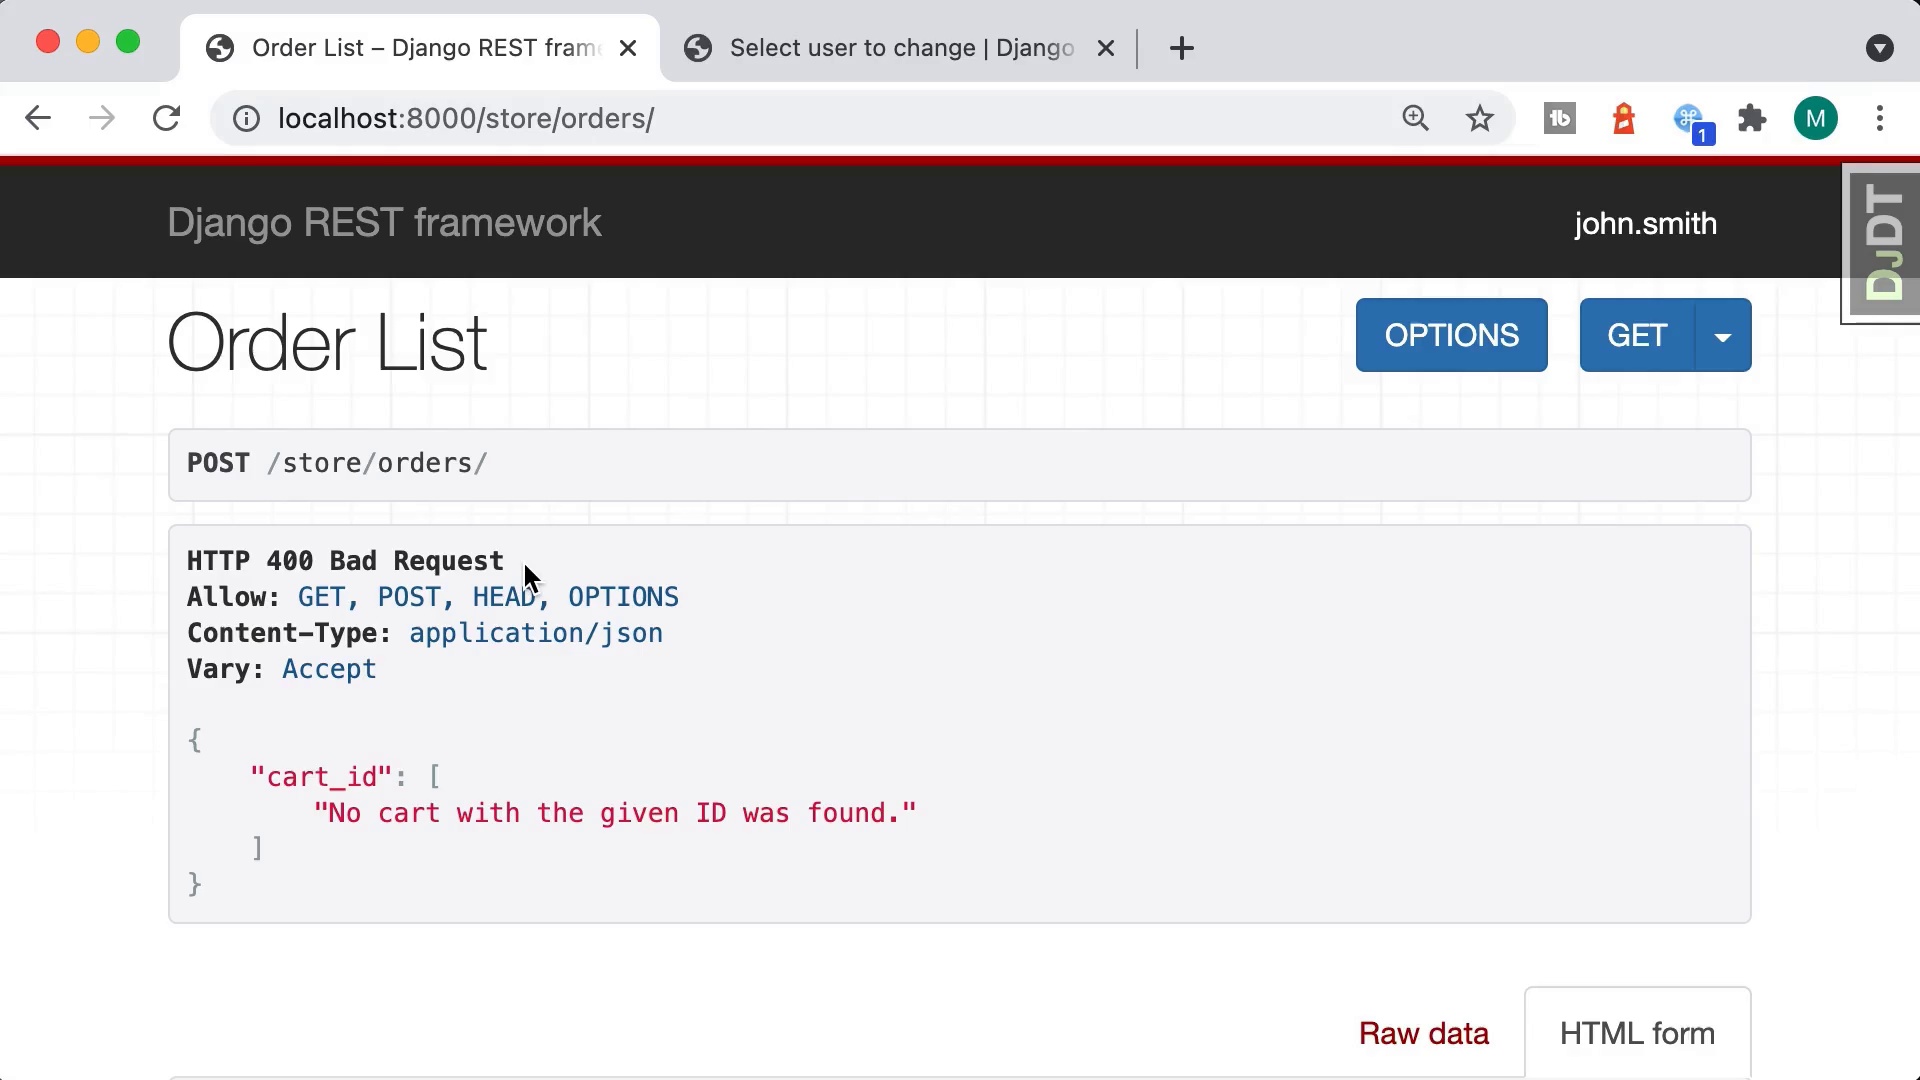 Order List – Django REST frame
Select user to change | Django
localhost:8000/store/orders/
1
M
Django REST framework
john.smith
DJDT
Order List
OPTIONS
GET
POST /store/orders/
HTTP 400 Bad Request
Allow: GET, POST, HEAD, OPTIONS
Content-Type: application/json
Vary: Accept
{
"cart_id": [
"No cart with the given ID was found."
]
}
Raw data
HTML form